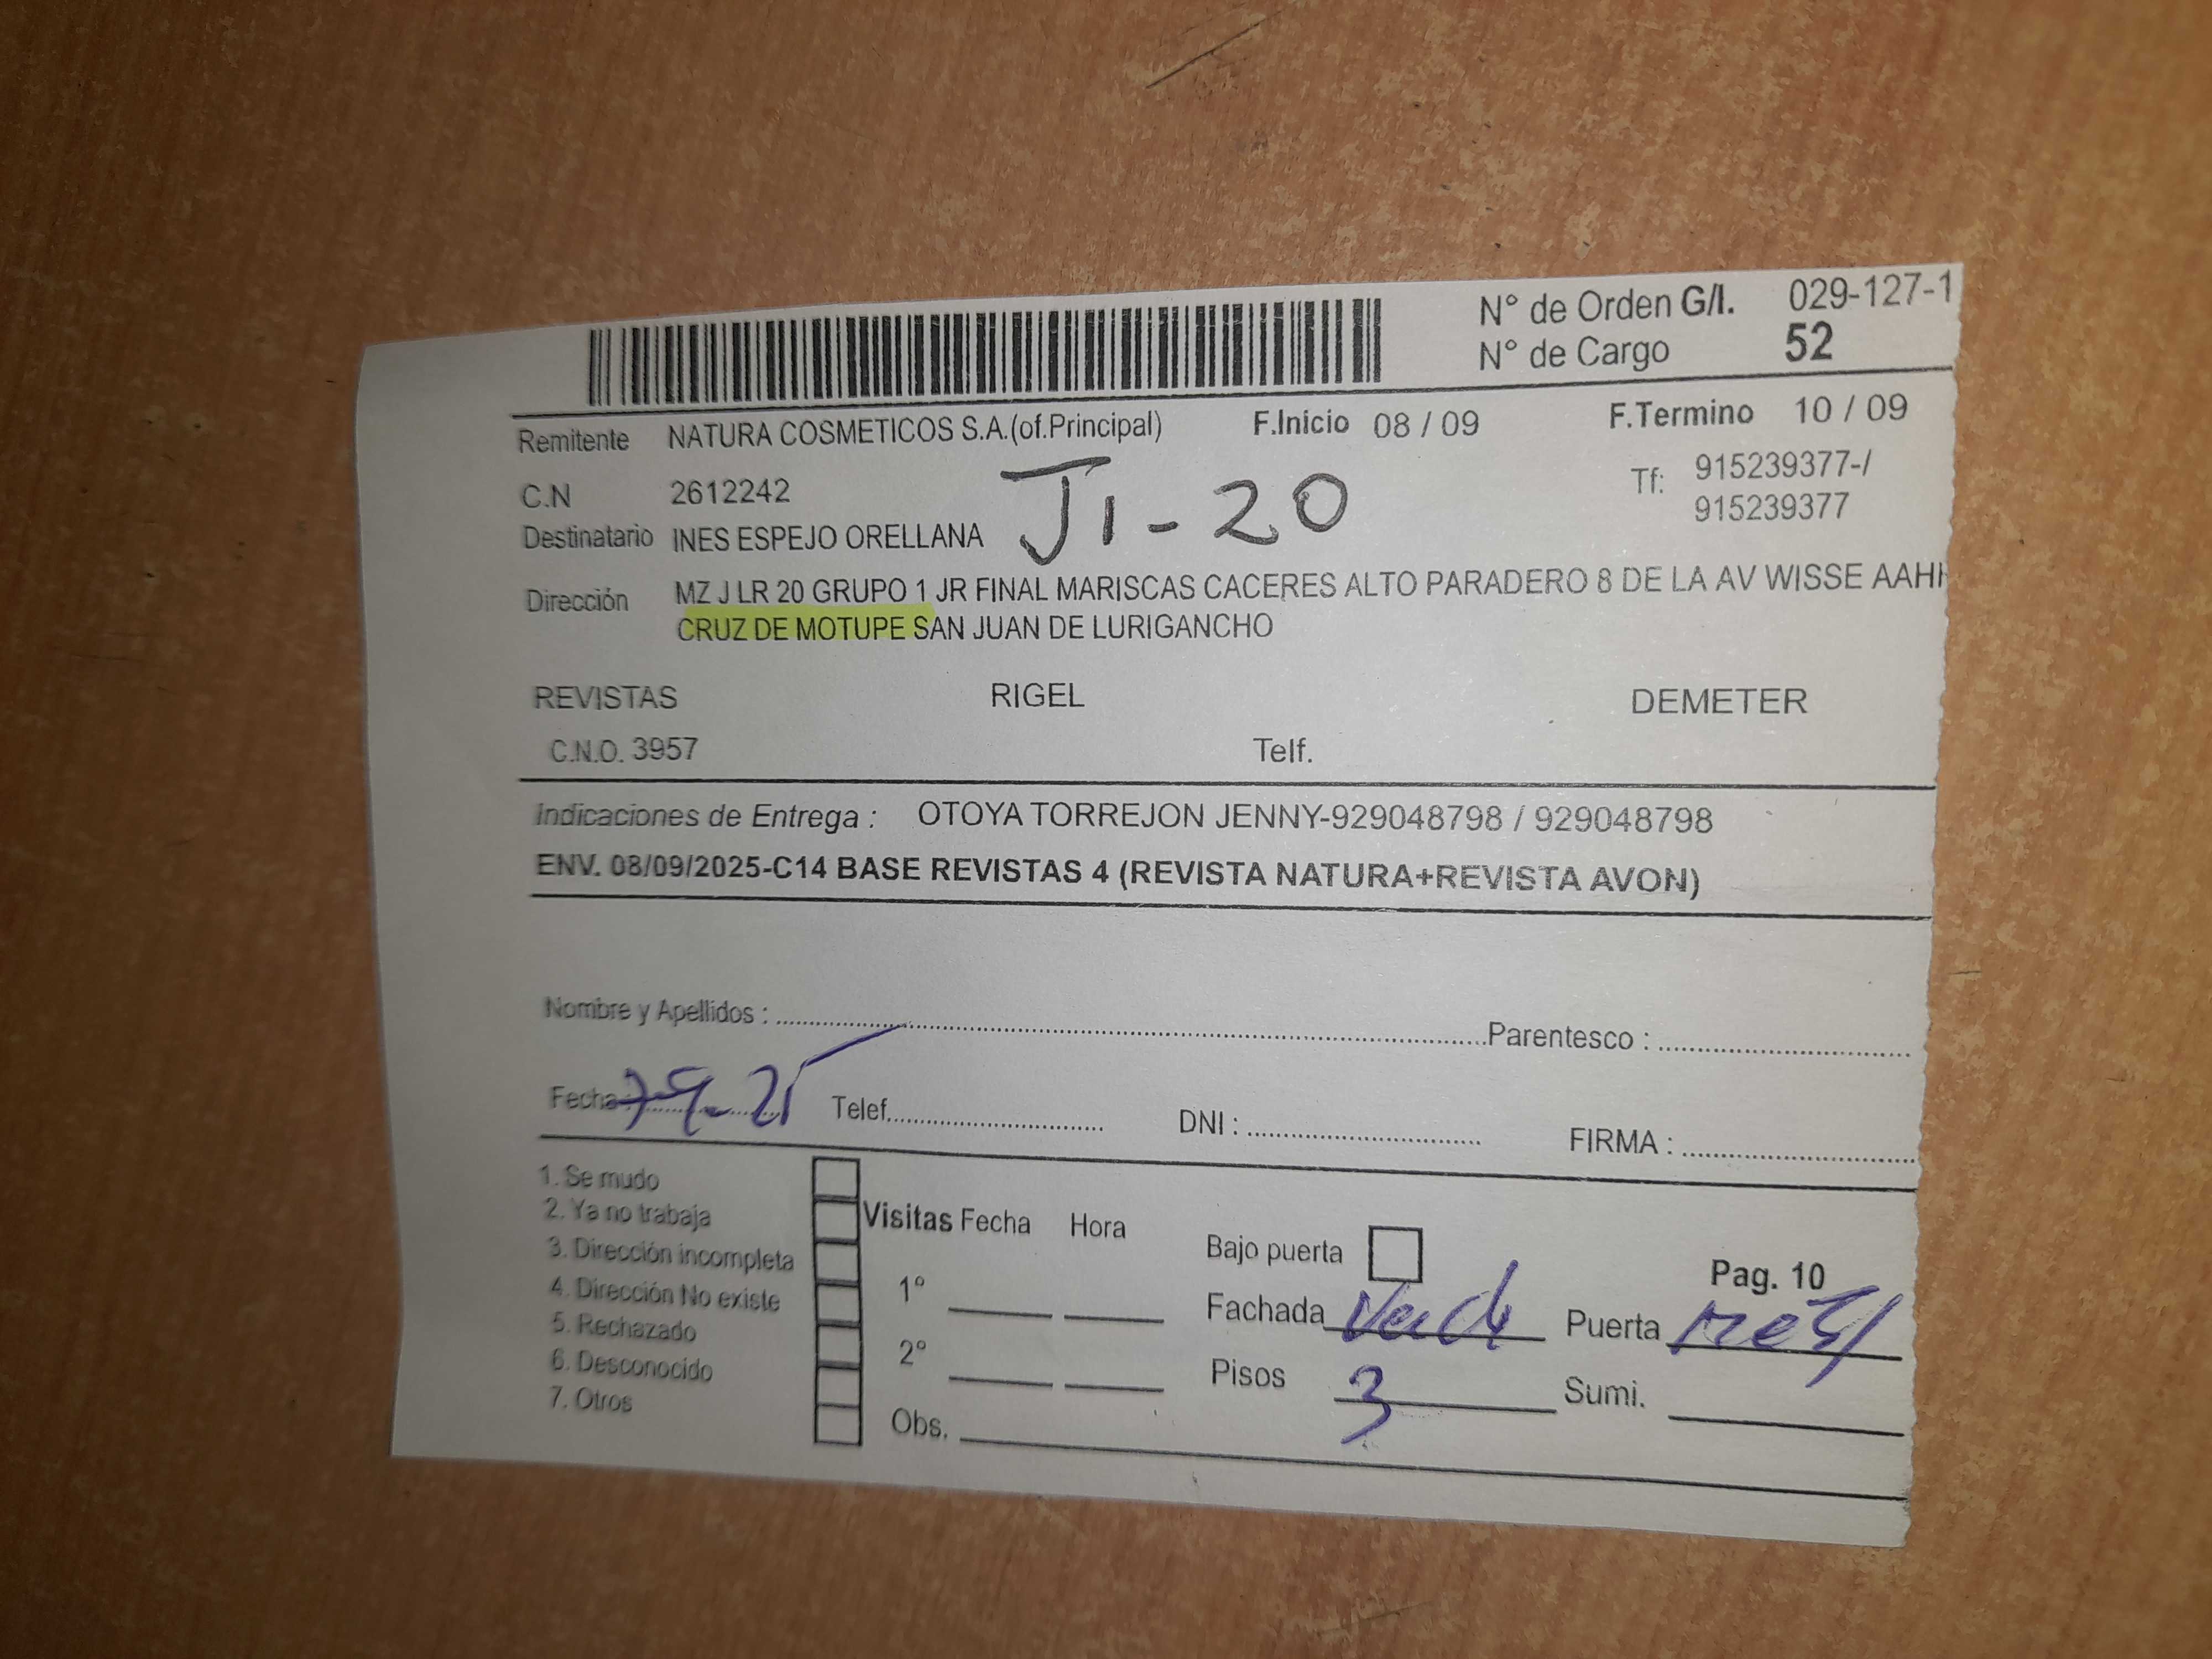 N° de Orden G/I. 029-127-1
N° de Cargo 52
Remitente NATURA COSMETICOS S.A.(of.Principal) F.Inicio 08 / 09 F.Termino 10 / 09
C.N 2612242 Tf: 915239377-/
915239377
J1-20
Destinatario INES ESPEJO ORELLANA
Dirección MZ J LR 20 GRUPO 1 JR FINAL MARISCAS CACERES ALTO PARADERO 8 DE LA AV WISSE AAHH
CRUZ DE MOTUPE SAN JUAN DE LURIGANCHO
REVISTAS RIGEL DEMETER
C.N.O. 3957 Telf.
Indicaciones de Entrega : OTOYA TORREJON JENNY-929048798 / 929048798
ENV. 08/09/2025-C14 BASE REVISTAS 4 (REVISTA NATURA+REVISTA AVON)
Nombre y Apellidos : Parentesco :
Fecha : Telef. DNI : FIRMA :
1. Se mudo
2. Ya no trabaja
3. Dirección incompleta
4. Dirección No existe
5. Rechazado
6. Desconocido
7. Otros
Visitas Fecha Hora
1°
2°
Obs.
Bajo puerta Pag. 10
Fachada Verde Puerta metal
Pisos 3 Sumi.